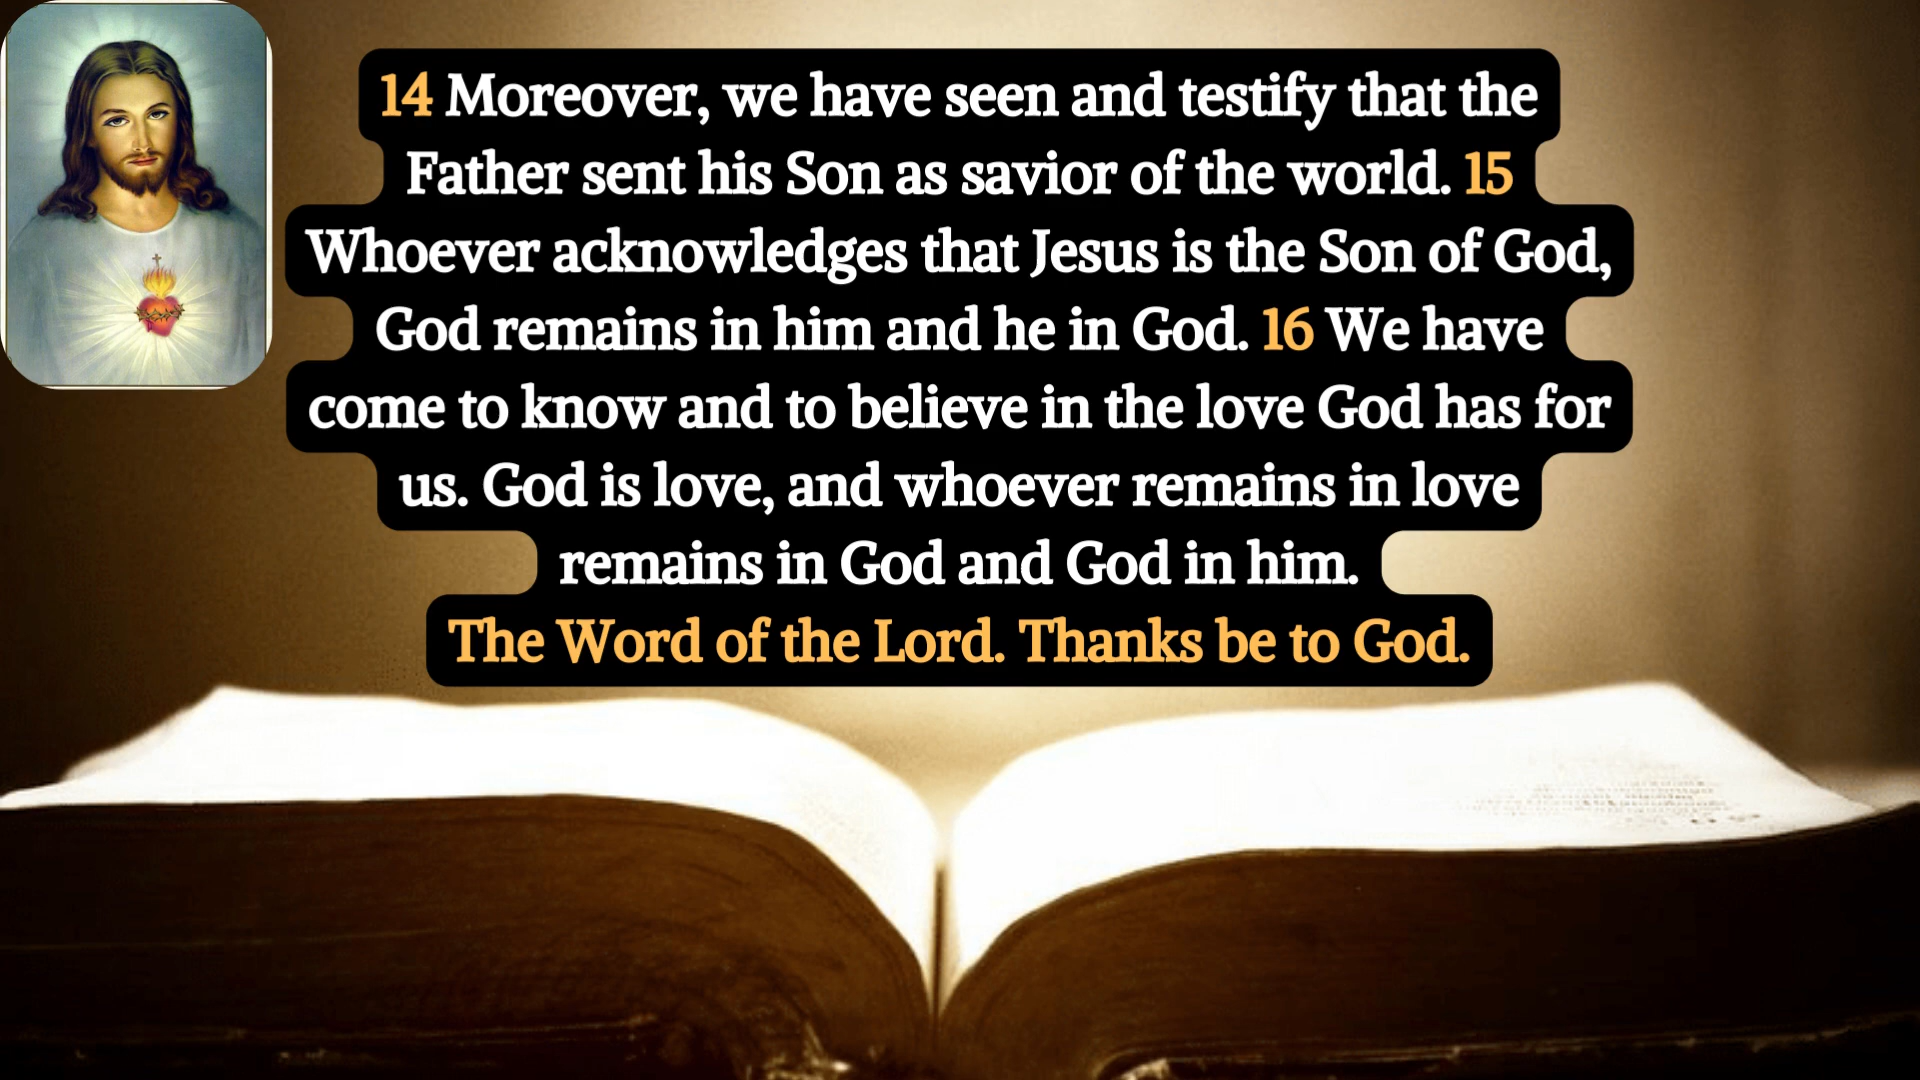 14 Moreover, we have seen and testify that the
Father sent his Son as savior of the world. 15
Whoever acknowledges that Jesus is the Son of God,
God remains in him and he in God. 16 We have
come to know and to believe in the love God has for
us. God is love, and whoever remains in love
remains in God and God in him.
The Word of the Lord. Thanks be to God.